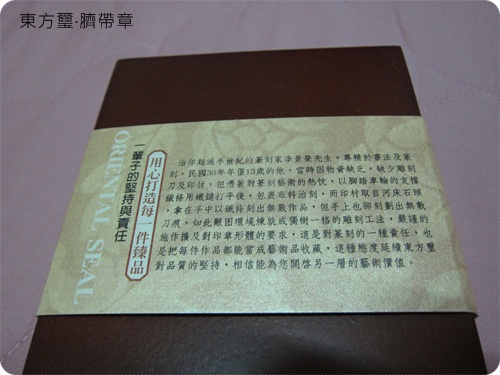 東方璽·臍帶章
ORIENTAL SEAL
一輩子的堅持與責任
用心打造每一件臻品
治印超過半世紀的篆刻家李景榮先生，專精於書法及篆
刻，民國38年年僅13歲的他，當時因物資缺乏，缺少雕刻
刀及印材，但憑著對篆刻藝術的熱忱，以腳踏車輪的支撐
鐵條用鐵鎚打平後，包裹布料治刻，而印材取自河床石頭
，拿在手中以鐵條刻出無數作品，但手上也卻刻劃出無數
刀痕，如此艱困環境煉就成獨樹一格的雕刻工法，嚴謹的
施作攥及對印章形體的要求，這是對篆刻的一種責任，也
是把每件作品都能當成藝術品收藏，這種態度延續東方璽
對品質的堅持，相信能為您開啓另一層的藝術價值。